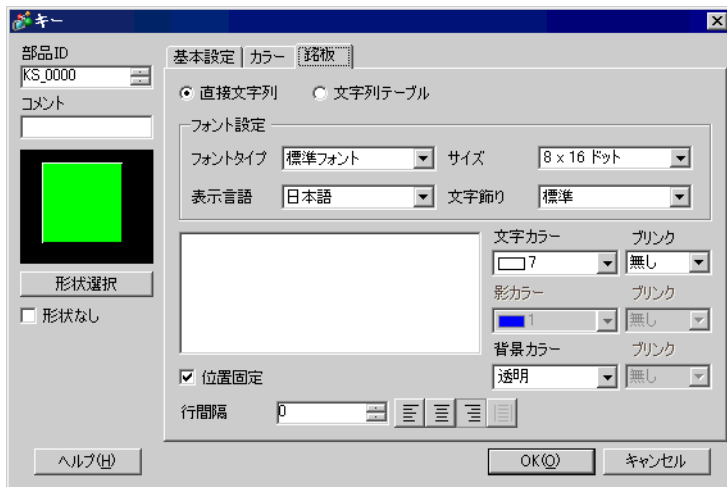 キー
部品ID
KS_0000
コメント
形状選択
形状なし
基本設定 カラー 銘板
直接文字列 文字列テーブル
フォント設定
フォントタイプ 標準フォント サイズ 8 x 16 ドット
表示言語 日本語 文字飾り 標準
文字カラー ブリンク
7 無し
影カラー ブリンク
1 無し
背景カラー ブリンク
透明 無し
位置固定
行間隔 0
ヘルプ(H) OK(O) キャンセル